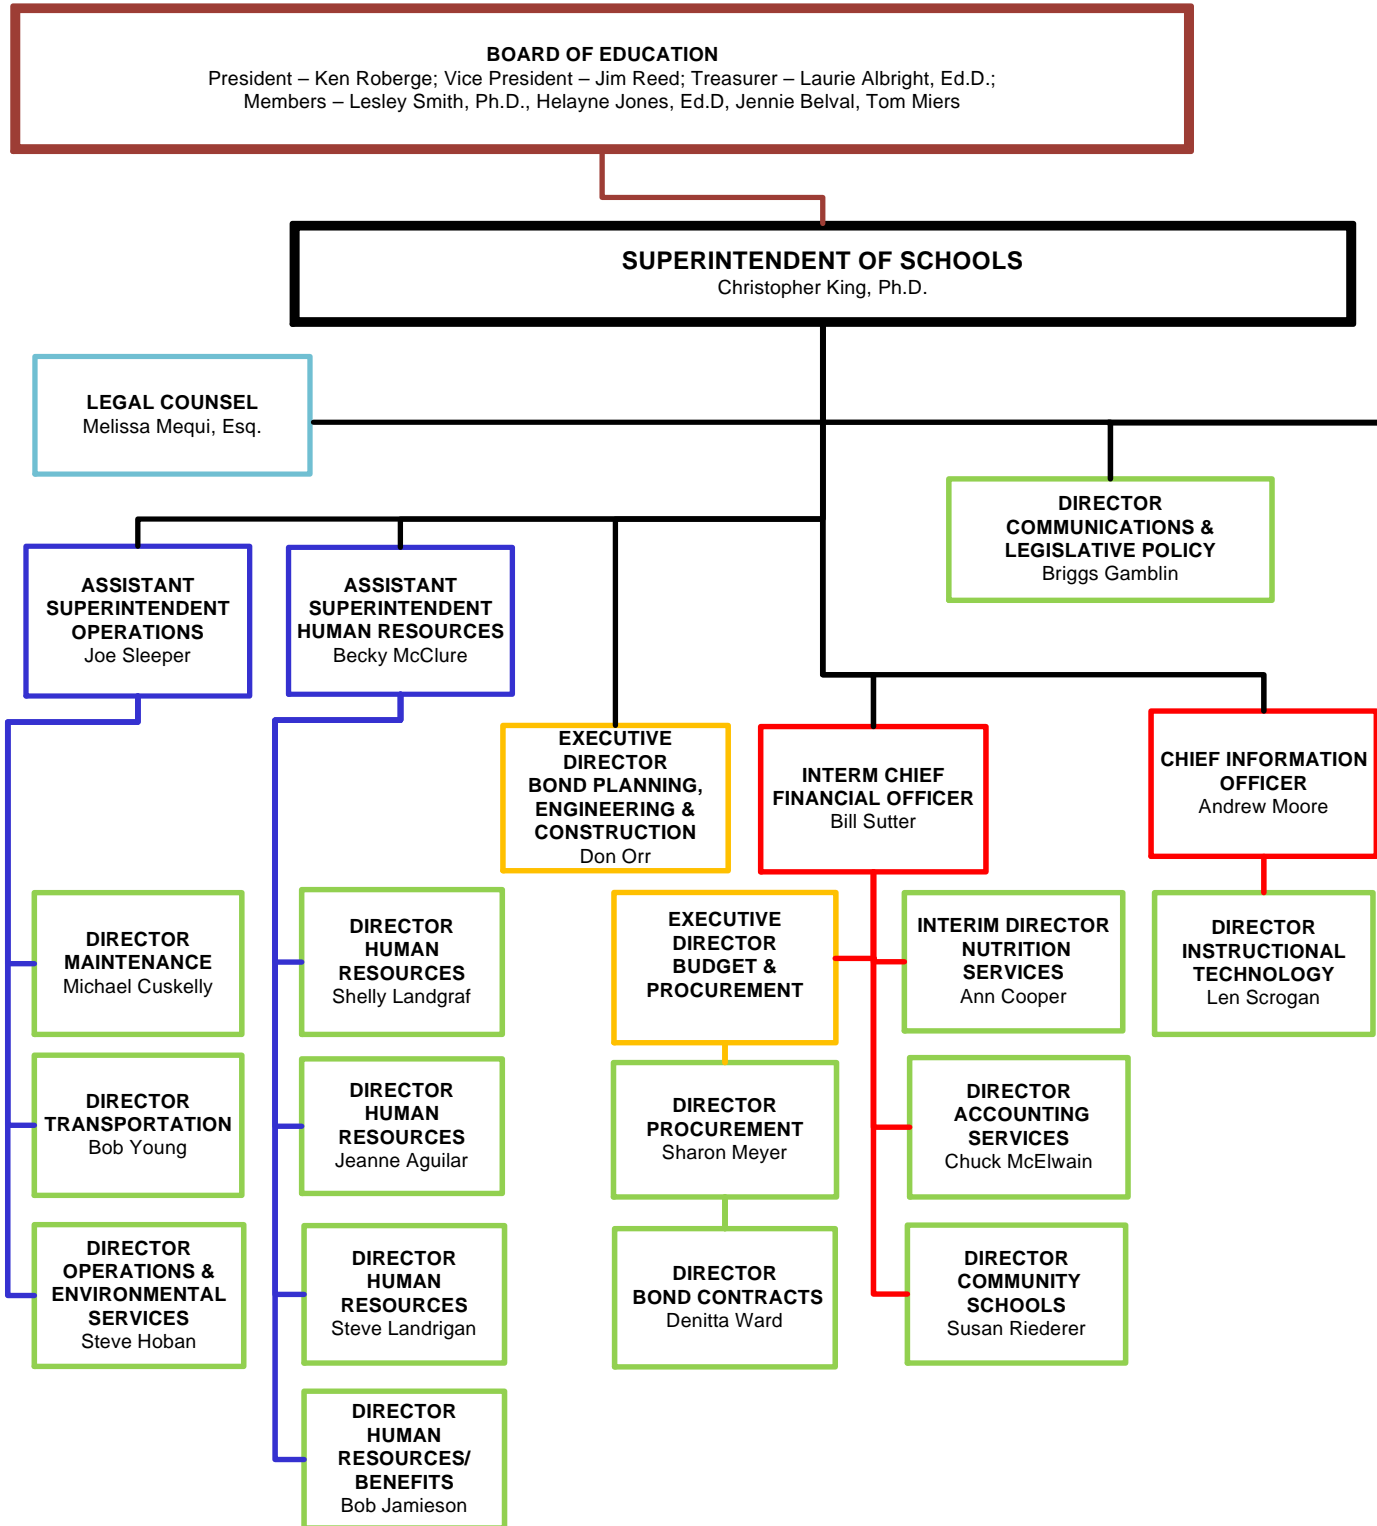 BOARD OF EDUCATION
President – Ken Roberge; Vice President – Jim Reed; Treasurer – Laurie Albright, Ed.D.;
Members – Lesley Smith, Ph.D., Helayne Jones, Ed.D, Jennie Belval, Tom Miers
SUPERINTENDENT OF SCHOOLS
Christopher King, Ph.D.
LEGAL COUNSEL
Melissa Mequi, Esq.
DIRECTOR
COMMUNICATIONS &
LEGISLATIVE POLICY
Briggs Gamblin
ASSISTANT
SUPERINTENDENT
OPERATIONS
Joe Sleeper
ASSISTANT
SUPERINTENDENT
HUMAN RESOURCES
Becky McClure
EXECUTIVE
DIRECTOR
BOND PLANNING,
ENGINEERING &
CONSTRUCTION
Don Orr
INTERM CHIEF
FINANCIAL OFFICER
Bill Sutter
CHIEF INFORMATION
OFFICER
Andrew Moore
DIRECTOR
MAINTENANCE
Michael Cuskelly
DIRECTOR
HUMAN
RESOURCES
Shelly Landgraf
EXECUTIVE
DIRECTOR
BUDGET &
PROCUREMENT
INTERIM DIRECTOR
NUTRITION
SERVICES
Ann Cooper
DIRECTOR
INSTRUCTIONAL
TECHNOLOGY
Len Scrogan
DIRECTOR
TRANSPORTATION
Bob Young
DIRECTOR
HUMAN
RESOURCES
Jeanne Aguilar
DIRECTOR
PROCUREMENT
Sharon Meyer
DIRECTOR
ACCOUNTING
SERVICES
Chuck McElwain
DIRECTOR
OPERATIONS &
ENVIRONMENTAL
SERVICES
Steve Hoban
DIRECTOR
HUMAN
RESOURCES
Steve Landrigan
DIRECTOR
BOND CONTRACTS
Denitta Ward
DIRECTOR
COMMUNITY
SCHOOLS
Susan Riederer
DIRECTOR
HUMAN
RESOURCES/
BENEFITS
Bob Jamieson